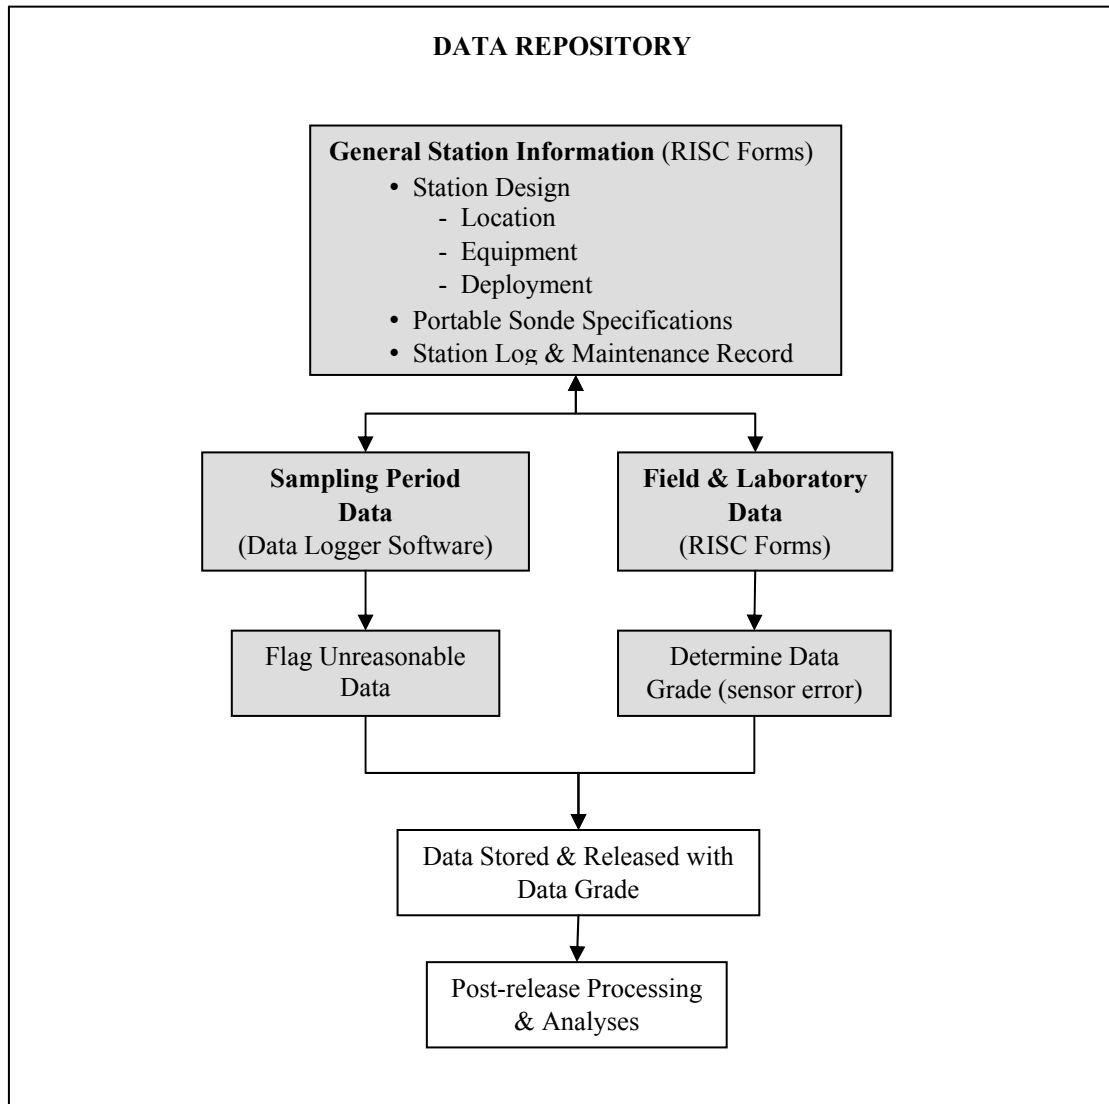 DATA REPOSITORY
General Station Information (RISC Forms)
• Station Design
- Location
- Equipment
- Deployment
• Portable Sonde Specifications
• Station Log & Maintenance Record
Sampling Period
Data
(Data Logger Software)
Field & Laboratory
Data
(RISC Forms)
Flag Unreasonable
Data
Determine Data
Grade (sensor error)
Data Stored & Released with
Data Grade
Post-release Processing
& Analyses